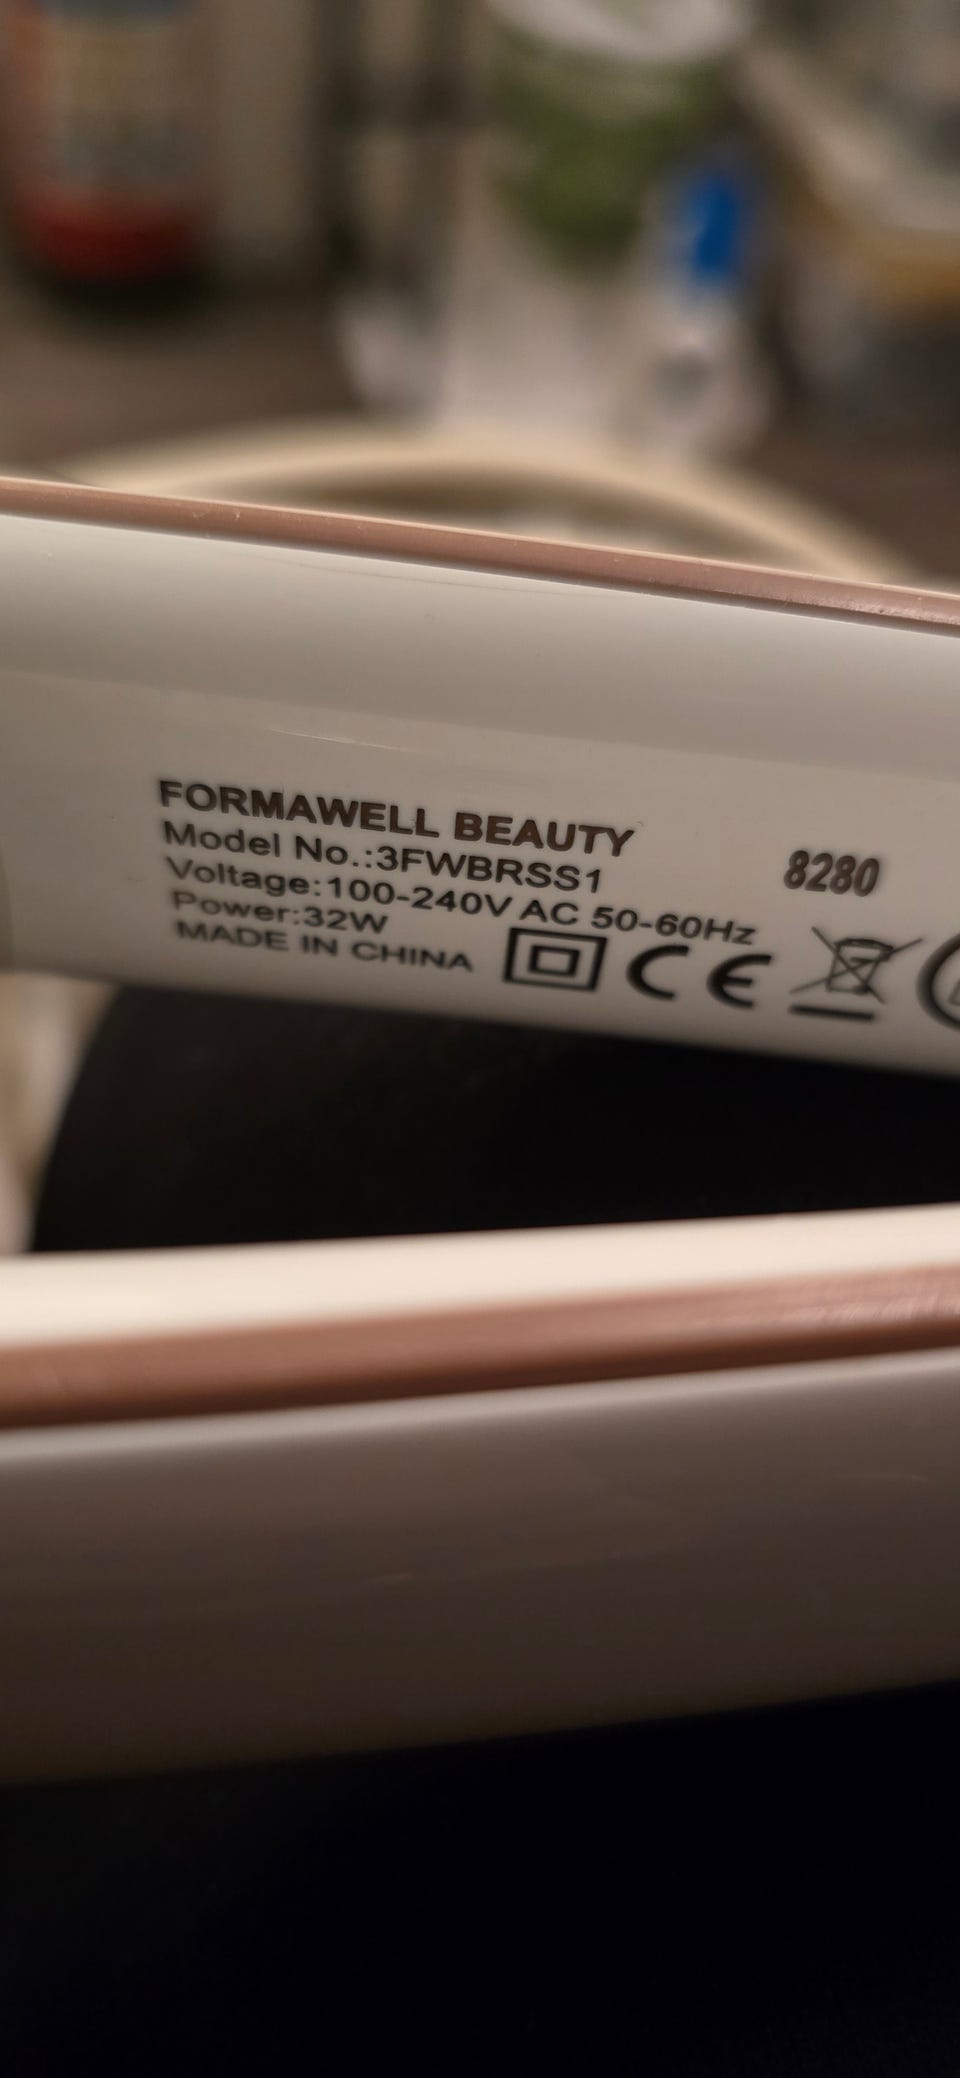 FORMAWELL BEAUTY
Model No.:3FWBRSS1
8280
Voltage:100-240V AC 50-60Hz
Power:32W
MADE IN CHINA
CE